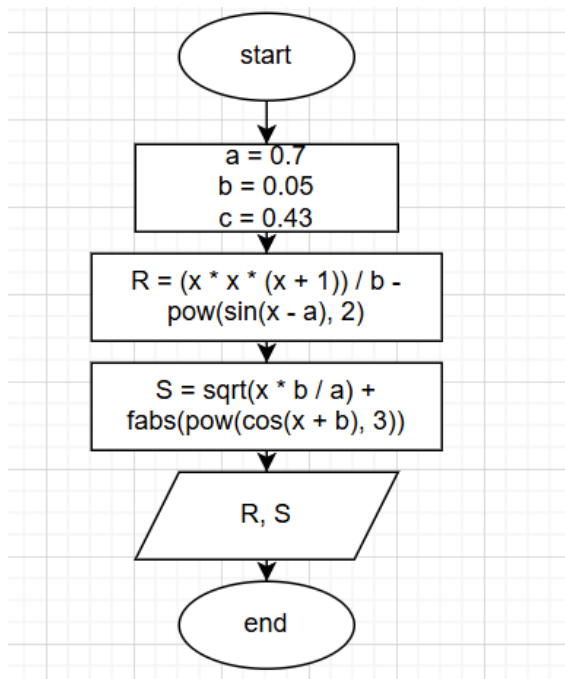 start
a = 0.7
b = 0.05
c = 0.43
R = (x * x * (x + 1)) / b -
pow(sin(x - a), 2)
S = sqrt(x * b / a) +
fabs(pow(cos(x + b), 3))
R, S
end